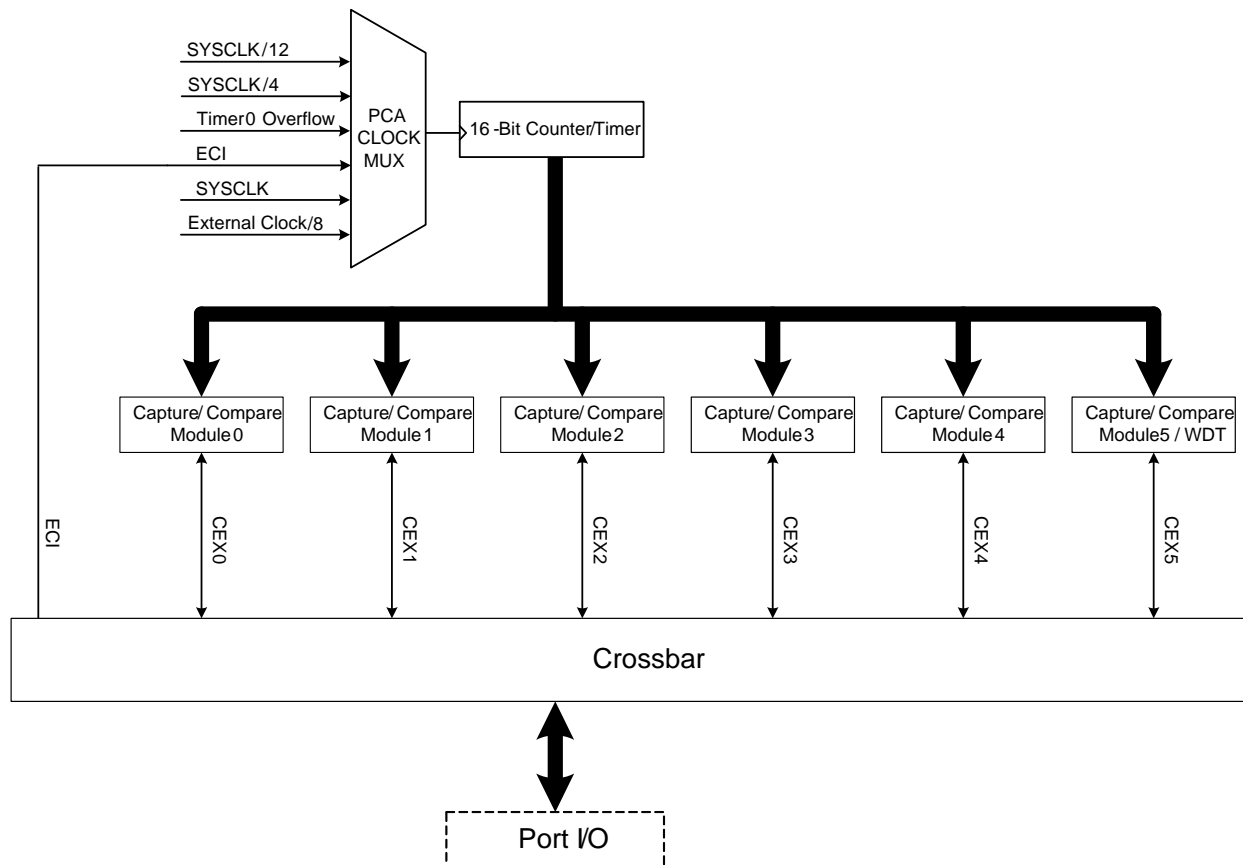 SYSCLK/12
SYSCLK/4
Timer0 Overflow
ECI
SYSCLK
External Clock/8
PCA
CLOCK
MUX
16-Bit Counter/Timer
Capture/Compare
Module0
Capture/Compare
Module1
Capture/Compare
Module2
Capture/Compare
Module3
Capture/Compare
Module4
Capture/Compare
Module5 / WDT
ECI
CEX0
CEX1
CEX2
CEX3
CEX4
CEX5
Crossbar
Port I/O